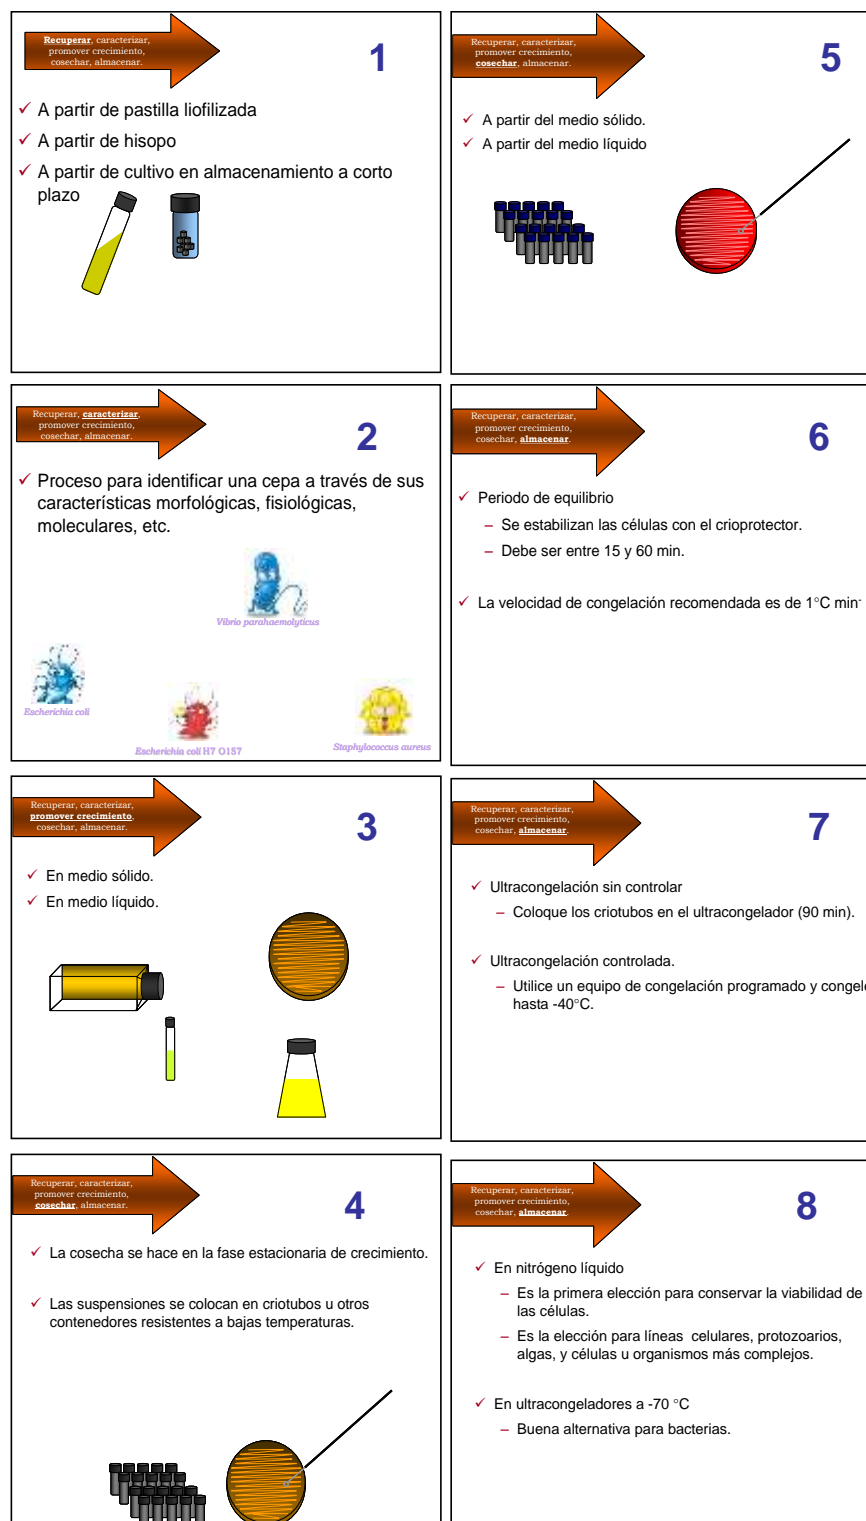 Recuperar, caracterizar,
promover crecimiento,
cosechar, almacenar.
1
A partir de pastilla liofilizada
A partir de hisopo
A partir de cultivo en almacenamiento a corto
plazo
Recuperar, caracterizar,
promover crecimiento,
cosechar, almacenar.
2
Proceso para identificar una cepa a través de sus
características morfológicas, fisiológicas,
moleculares, etc.
Vibrio parahaemolyticus
Escherichia coli
Escherichia coli H7 O157
Staphylococcus aureus
Recuperar, caracterizar,
promover crecimiento,
cosechar, almacenar.
3
En medio sólido.
En medio líquido.
Recuperar, caracterizar,
promover crecimiento,
cosechar, almacenar.
4
La cosecha se hace en la fase estacionaria de crecimiento.
Las suspensiones se colocan en criotubos u otros
contenedores resistentes a bajas temperaturas.
Recuperar, caracterizar,
promover crecimiento,
cosechar, almacenar.
5
A partir del medio sólido.
A partir del medio líquido
Recuperar, caracterizar,
promover crecimiento,
cosechar, almacenar.
6
Periodo de equilibrio
– Se estabilizan las células con el crioprotector.
– Debe ser entre 15 y 60 min.
La velocidad de congelación recomendada es de 1°C min-
Recuperar, caracterizar,
promover crecimiento,
cosechar, almacenar.
7
Ultracongelación sin controlar
– Coloque los criotubos en el ultracongelador (90 min).
Ultracongelación controlada.
– Utilice un equipo de congelación programado y congele
hasta -40°C.
Recuperar, caracterizar,
promover crecimiento,
cosechar, almacenar.
8
En nitrógeno líquido
– Es la primera elección para conservar la viabilidad de
las células.
– Es la elección para líneas celulares, protozoarios,
algas, y células u organismos más complejos.
En ultracongeladores a -70 °C
– Buena alternativa para bacterias.